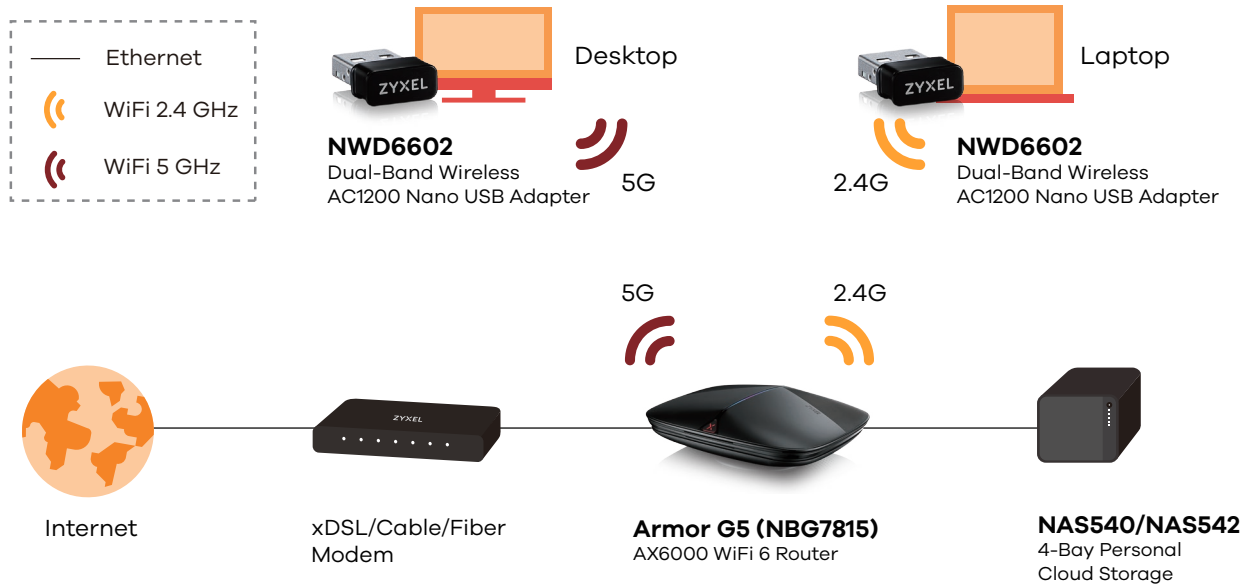 Ethernet
WiFi 2.4 GHz
WiFi 5 GHz
ZYXEL
Desktop
NWD6602
Dual-Band Wireless
AC1200 Nano USB Adapter
5G
ZYXEL
Laptop
NWD6602
Dual-Band Wireless
AC1200 Nano USB Adapter
2.4G
5G
2.4G
ZYXEL
Internet
xDSL/Cable/Fiber
Modem
Armor G5 (NBG7815)
AX6000 WiFi 6 Router
NAS540/NAS542
4-Bay Personal
Cloud Storage